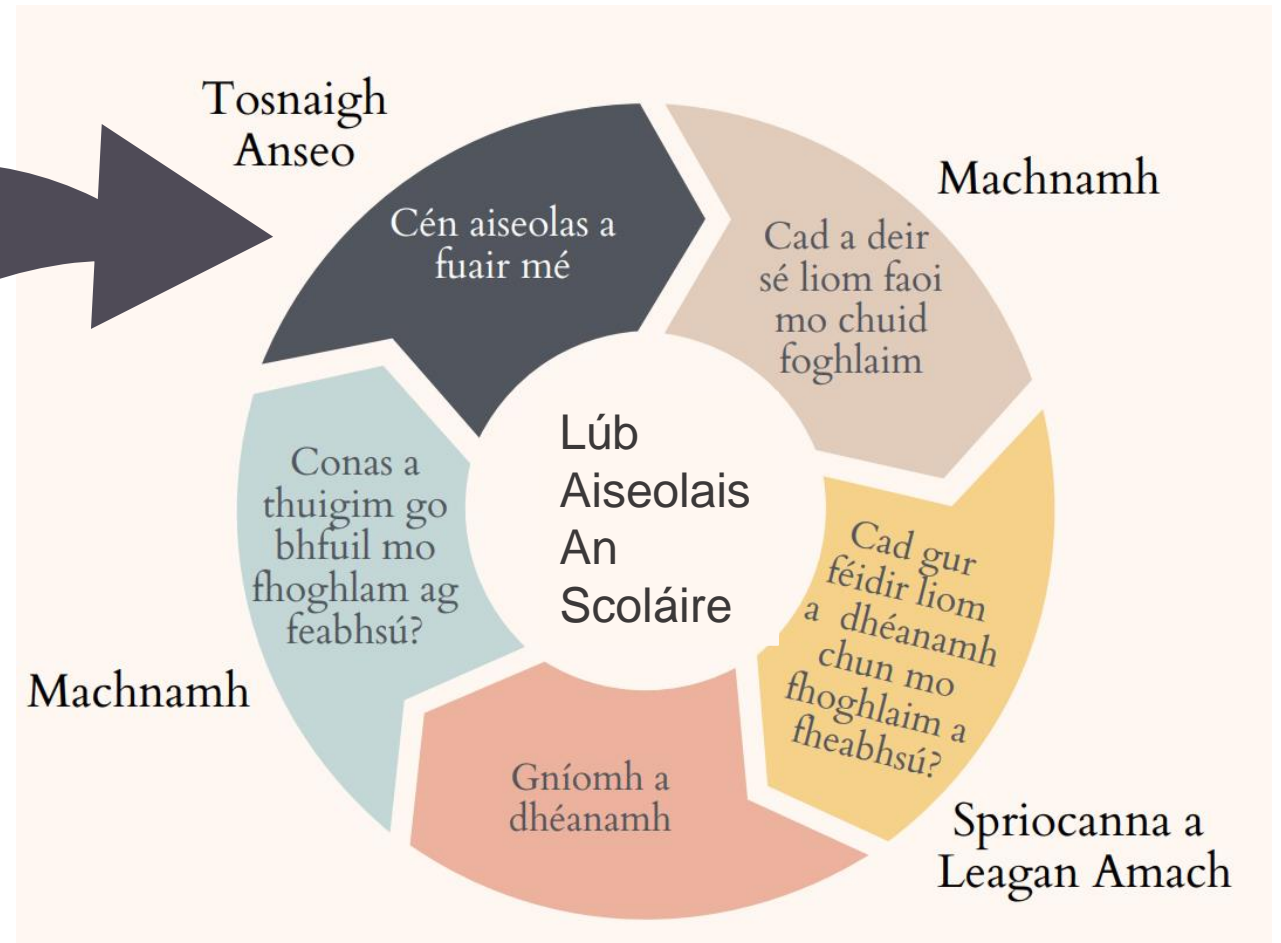 Tosnaigh
Anseo
Cén aiseolas a
fuair mé
Machnamh
Cad a deir
sé liom faoi
mo chuid
foghlaim
Cad gur
féidir liom
a dhéanamh
chun mo
fhoghlaim a
fheabhsú?
Spriocanna a
Leagan Amach
Gníomh a
dhéanamh
Conas a
thuigim go
bhfuil mo
fhoghlam ag
feabhsú?
Machnamh
Lúb
Aiseolais
An
Scoláire